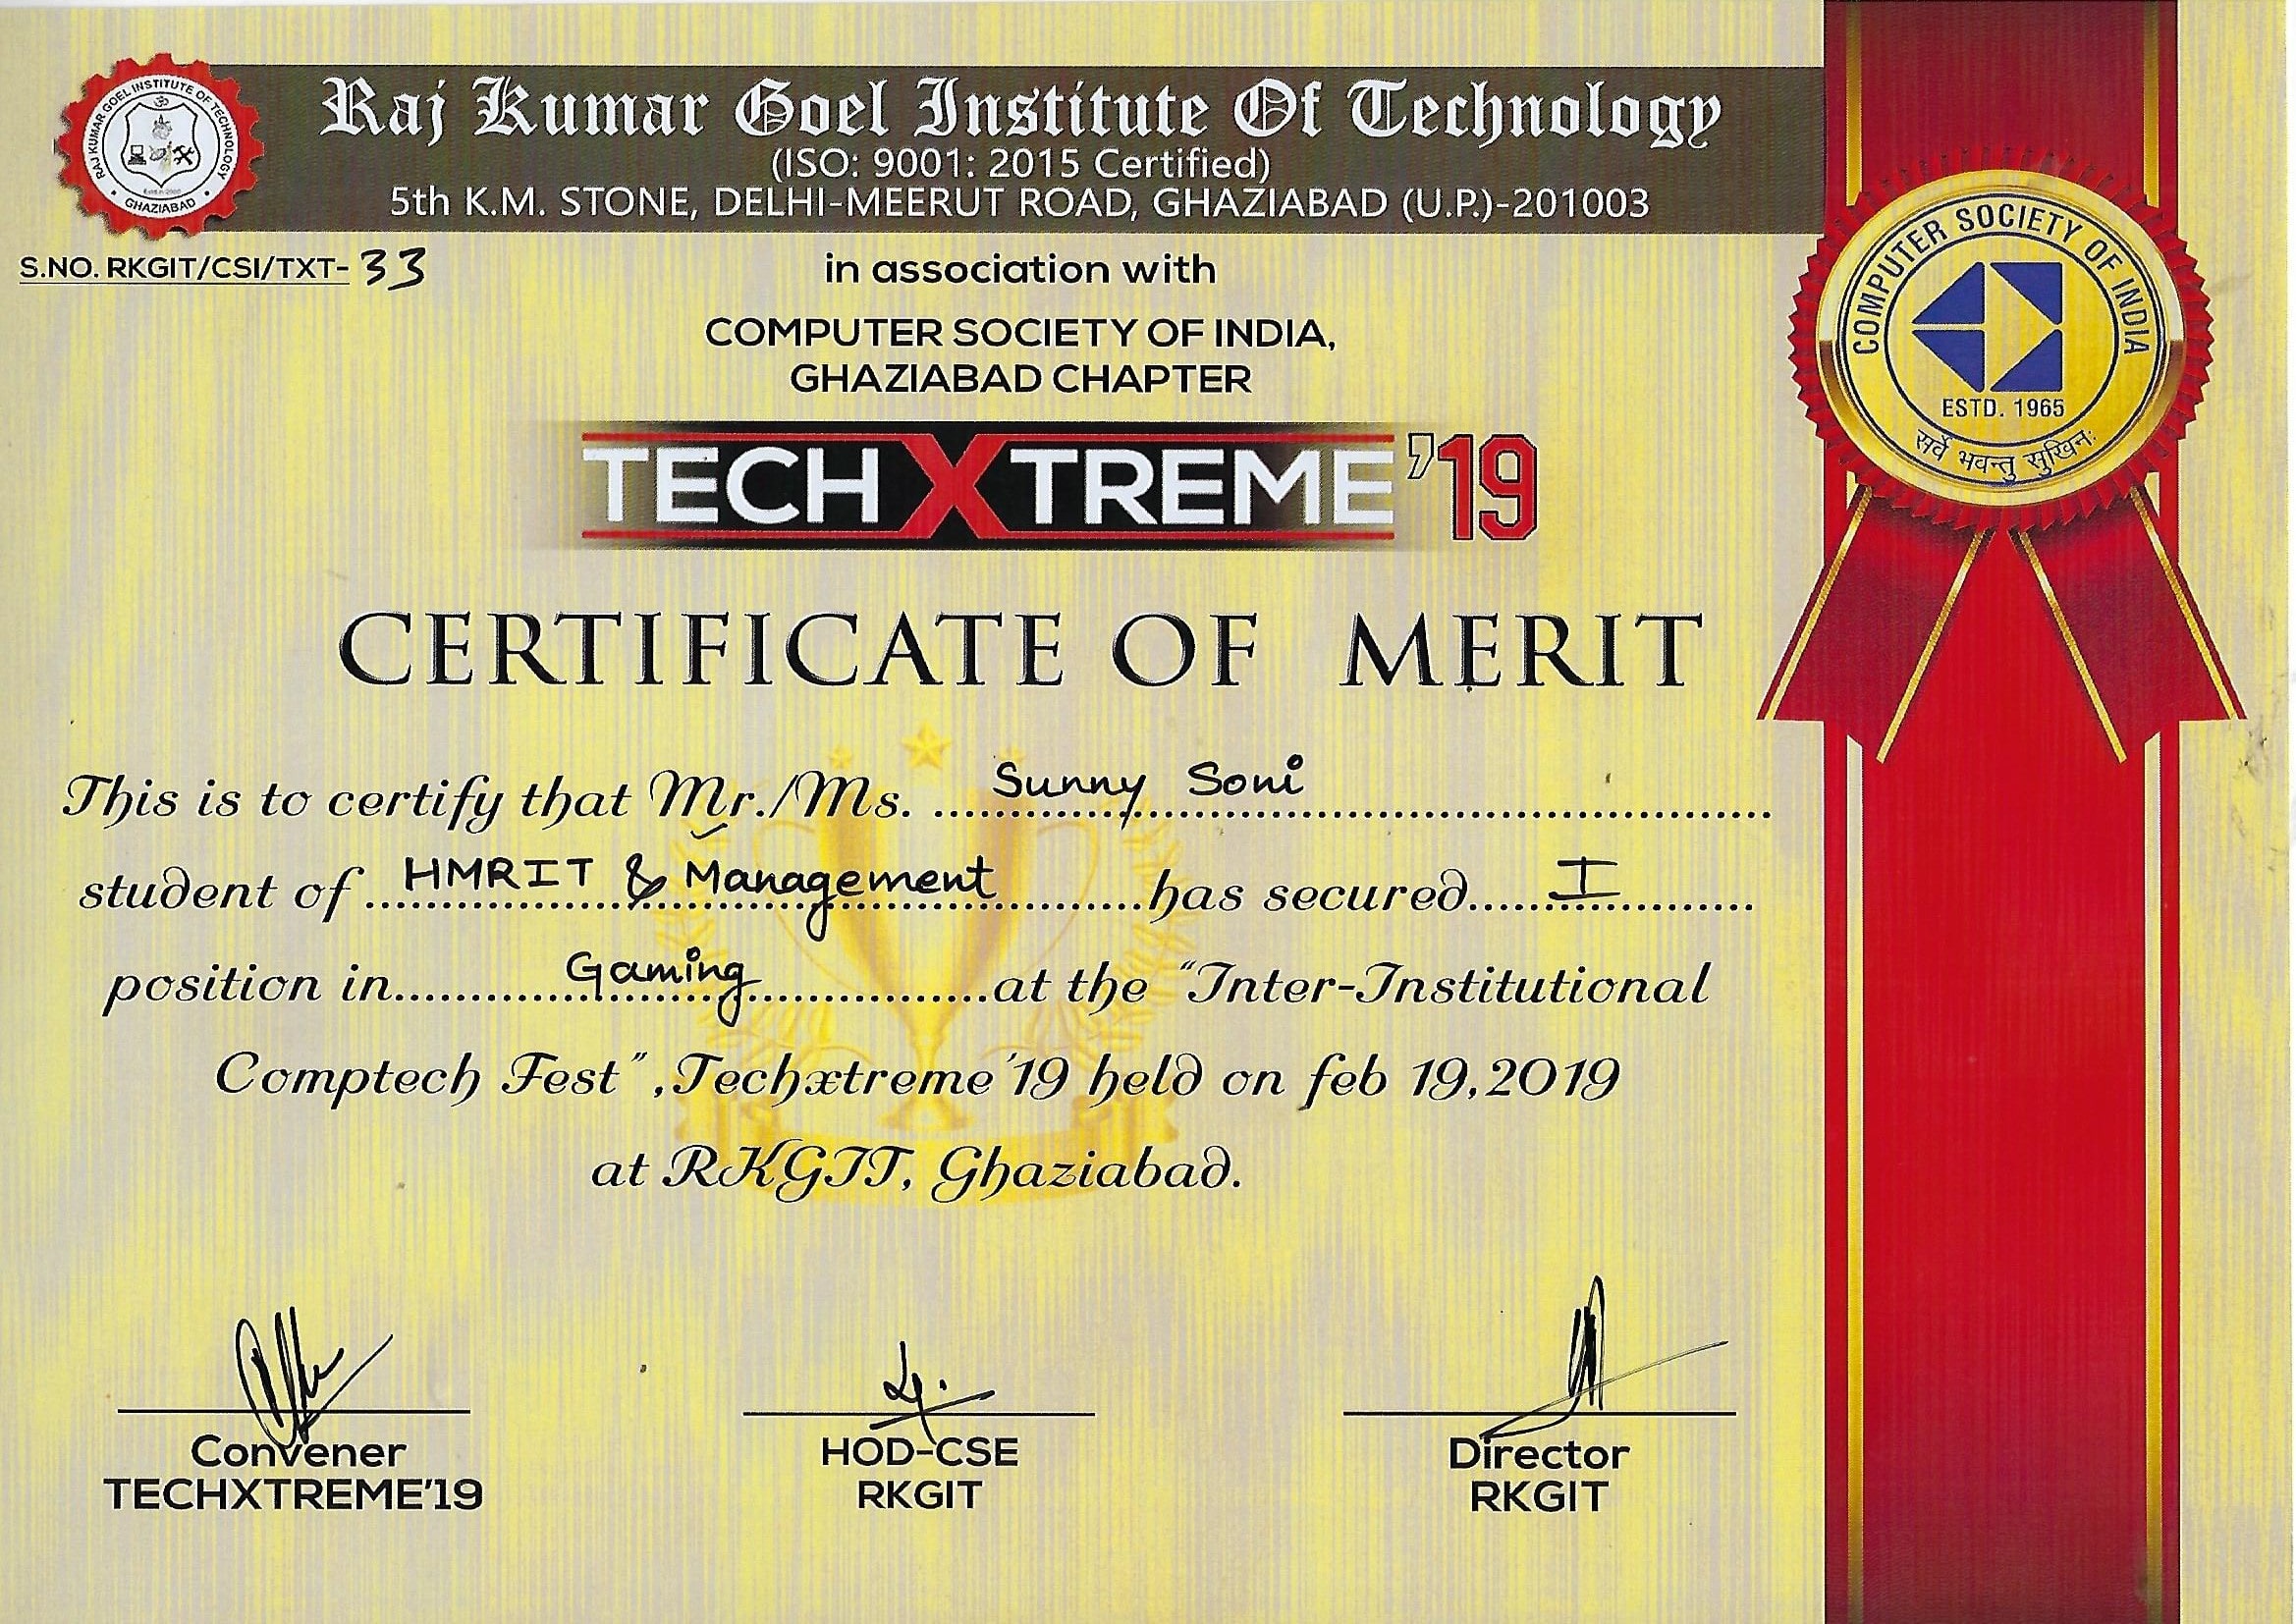 RAJ KUMAR GOEL INSTITUTE OF TECHNOLOGY
GHAZIABAD
Raj Kumar Goel Institute Of Technology
(ISO: 9001: 2015 Certified)
5th K.M. STONE, DELHI-MEERUT ROAD, GHAZIABAD (U.P.)-201003
S.NO. RKGIT/CSI/TXT- 33
in association with
COMPUTER SOCIETY OF INDIA,
GHAZIABAD CHAPTER
COMPUTER SOCIETY OF INDIA
ESTD. 1965
सर्वे भवन्तु सुखिनः
TECHXTREME'19
CERTIFICATE OF MERIT
This is to certify that Mr./Ms. Sunny Soni
student of HMRIT & Management has secured I
position in Gaming at the "Inter-Institutional
Comptech Fest", Techxtreme'19 held on feb 19,2019
at RKGIT, Ghaziabad.
Convener
TECHXTREME'19
HOD-CSE
RKGIT
Director
RKGIT